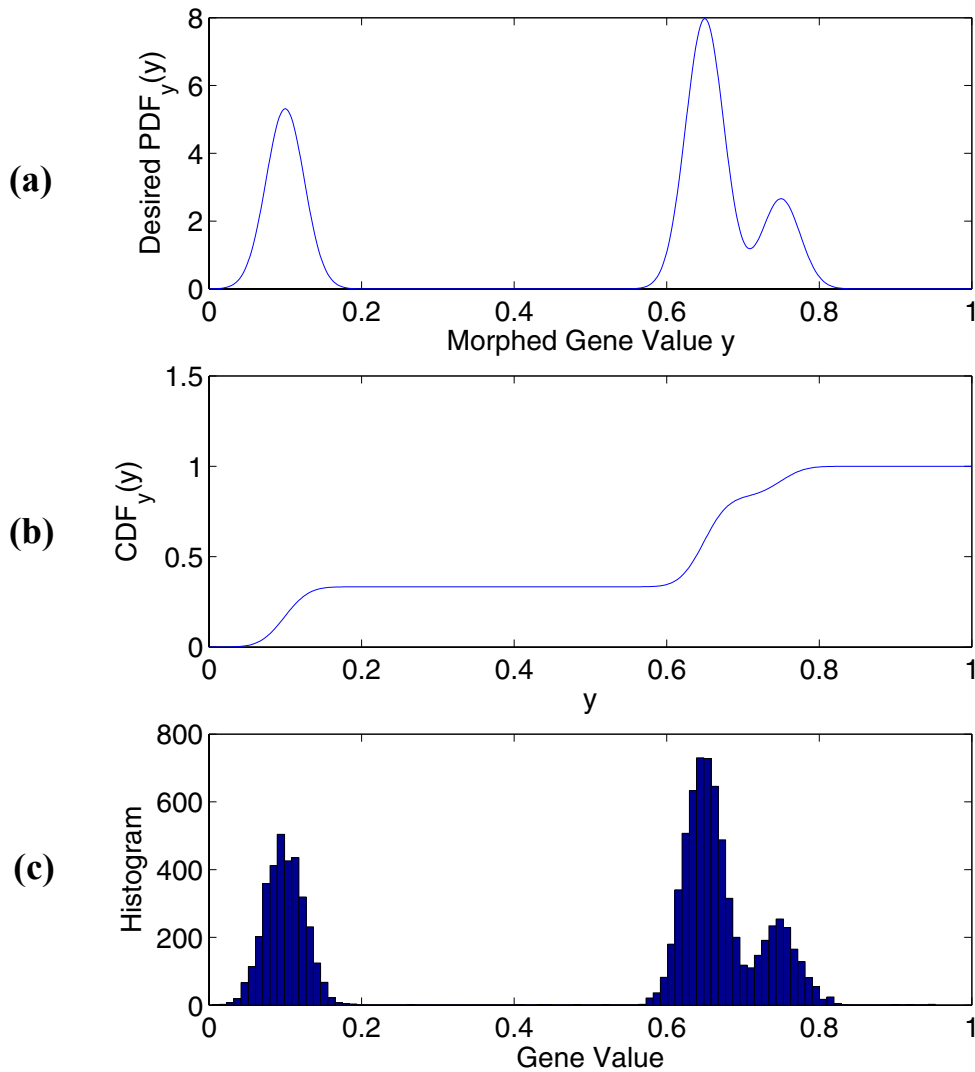 (a)
Desired PDF_y(y)
8
6
4
2
0
0 0.2 0.4 0.6 0.8 1
Morphed Gene Value y
(b)
CDF_y(y)
1.5
1
0.5
0
0 0.2 0.4 0.6 0.8 1
y
(c)
Histogram
800
600
400
200
0
0 0.2 0.4 0.6 0.8 1
Gene Value